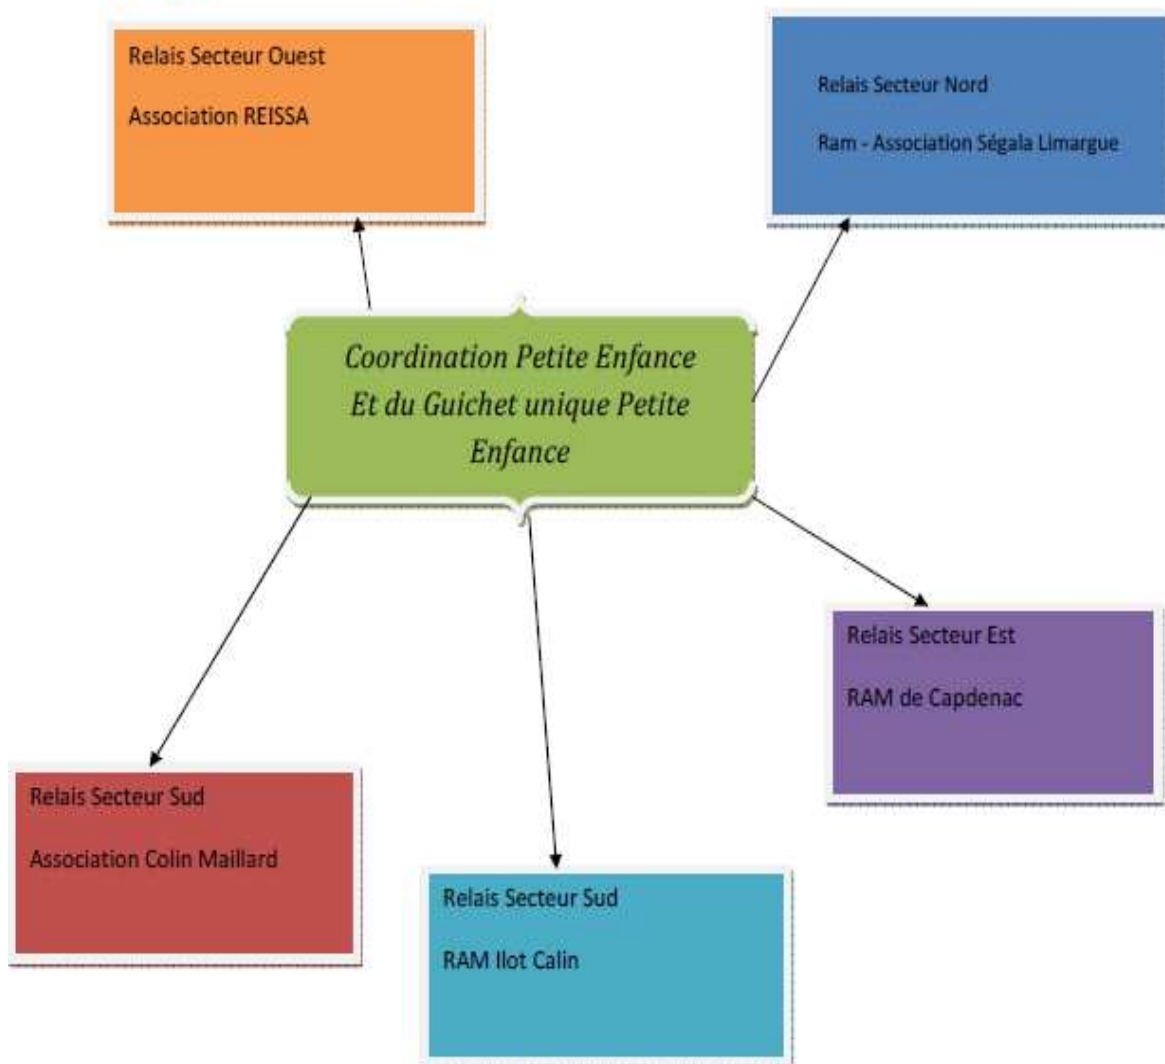 Relais Secteur Ouest
Association REISSA
Relais Secteur Nord
Ram - Association Ségala Limargue
Coordination Petite Enfance
Et du Guichet unique Petite
Enfance
Relais Secteur Est
RAM de Capdenac
Relais Secteur Sud
Association Colin Maillard
Relais Secteur Sud
RAM Ilot Calin